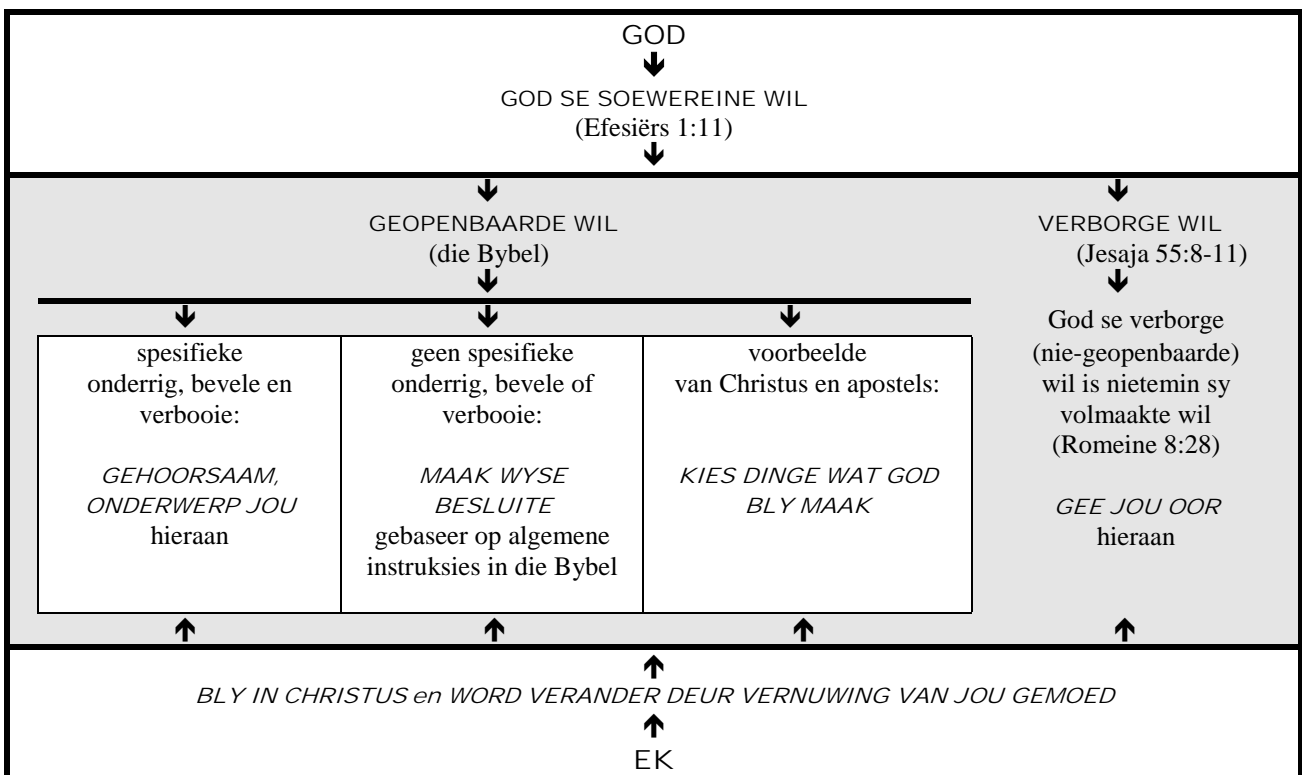 GOD
GOD SE SOEWEREINE WIL
(Efesiërs 1:11)
GEOPENBAARDE WIL
(die Bybel)
VERBORGE WIL
(Jesaja 55:8-11)
spesifieke
onderrig, bevele en
verbooie:
GEHOORSAAM,
ONDERWERP JOU
hieraan
geen spesifieke
onderrig, bevele of
verbooie:
MAAK WYSE
BESLUITE
gebaseer op algemene
instruksies in die Bybel
voorbeelde
van Christus en apostels:
KIES DINGE WAT GOD
BLY MAAK
God se verborge
(nie-geopenbaarde)
wil is nietemin sy
volmaakte wil
(Romeine 8:28)
GEE JOU OOR
hieraan
BLY IN CHRISTUS en WORD VERANDER DEUR VERNUWING VAN JOU GEMOED
EK